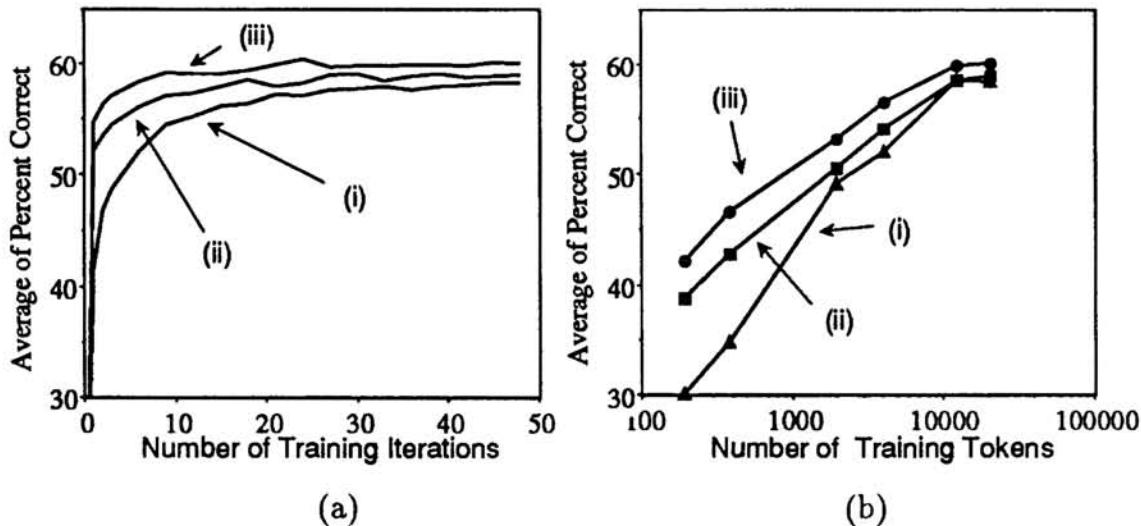 Average of Percent Correct
60
50
40
30
0
10
20
30
40
50
Number of Training Iterations
(iii)
(i)
(ii)
(a)
Average of Percent Correct
60
50
40
30
100
1000
10000
100000
Number of Training Tokens
(iii)
(i)
(ii)
(b)